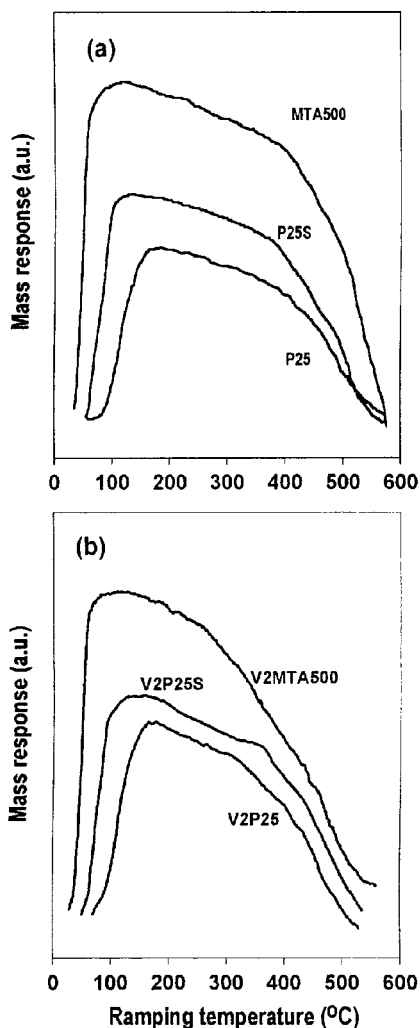 (a)
MTA500
P25S
P25
Mass response (a.u.)
0 100 200 300 400 500 600
(b)
V2P25S
V2MTA500
V2P25
Mass response (a.u.)
0 100 200 300 400 500 600
Ramping temperature (⁰C)